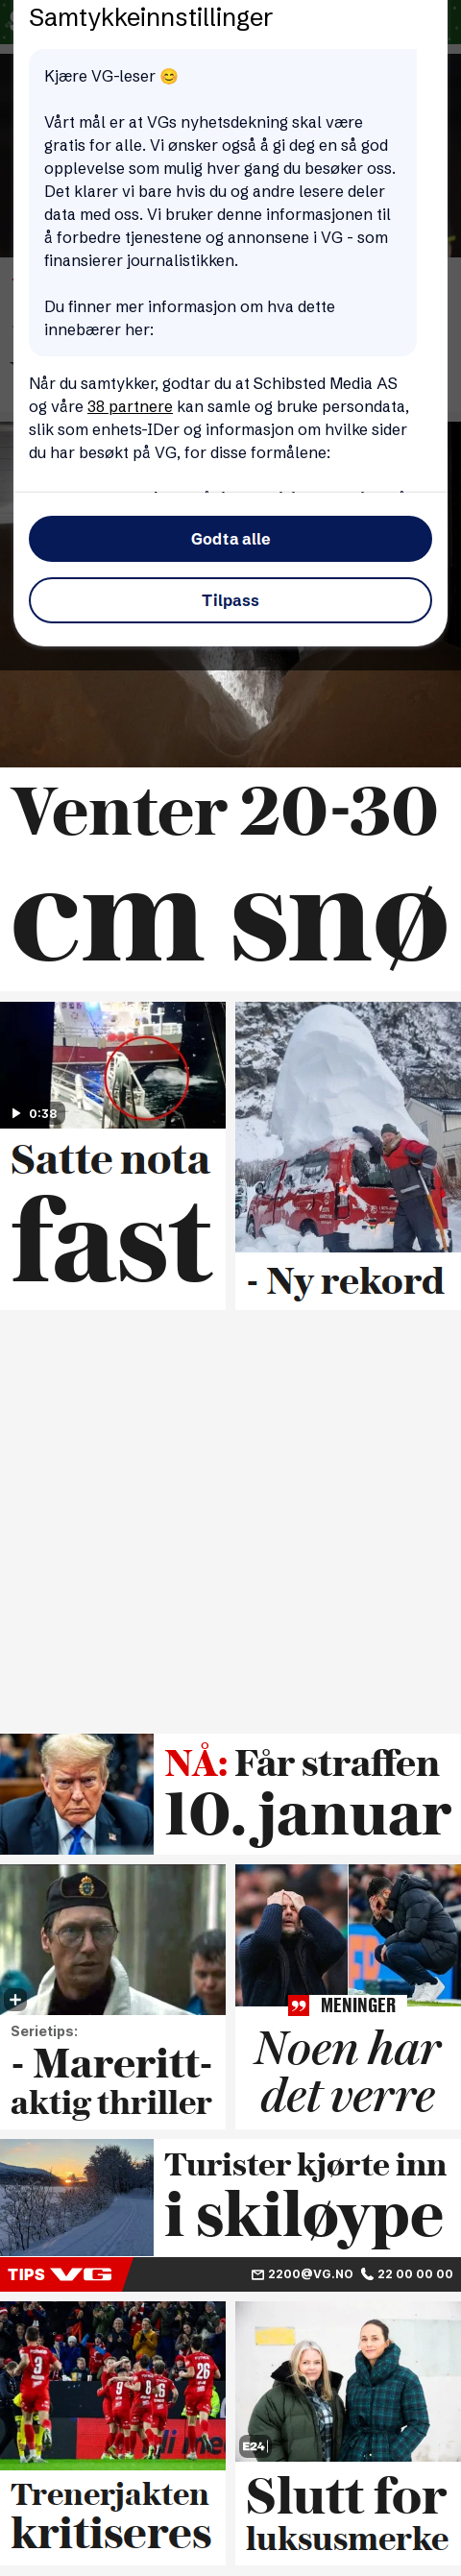 Samtykkeinnstillinger
Kjære VG-leser 😊
Vårt mål er at VGs nyhetsdekning skal være
gratis for alle. Vi ønsker også å gi deg en så god
opplevelse som mulig hver gang du besøker oss.
Det klarer vi bare hvis du og andre lesere deler
data med oss. Vi bruker denne informasjonen til
å forbedre tjenestene og annonsene i VG - som
finansierer journalistikken.
Du finner mer informasjon om hva dette
innebærer her:
Når du samtykker, godtar du at Schibsted Media AS
og våre 38 partnere kan samle og bruke persondata,
slik som enhets-IDer og informasjon om hvilke sider
du har besøkt på VG, for disse formålene:
Godta alle
Tilpass
Venter 20-30
cm snø
0:38
Satte nota
fast
- Ny rekord
NÅ: Får straffen
10. januar
Serietips:
- Mareritt-
aktig thriller
MENINGER
Noen har
det verre
Turister kjørte inn
i skiløype
TIPS VG
2200@VG.NO
22 00 00 00
3
9
8
6
26
Trenerjakten
kritiseres
E24
Slutt for
luksusmerke